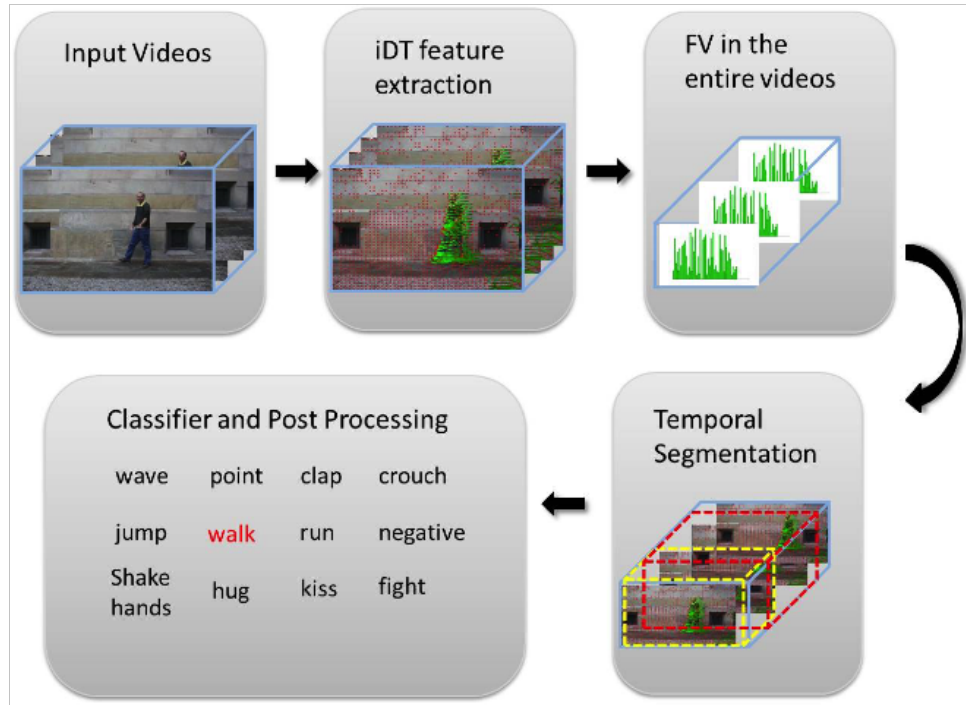 Input Videos
iDT feature
extraction
FV in the
entire videos
Temporal
Segmentation
Classifier and Post Processing
wave point clap crouch
jump walk run negative
Shake
hands hug kiss fight